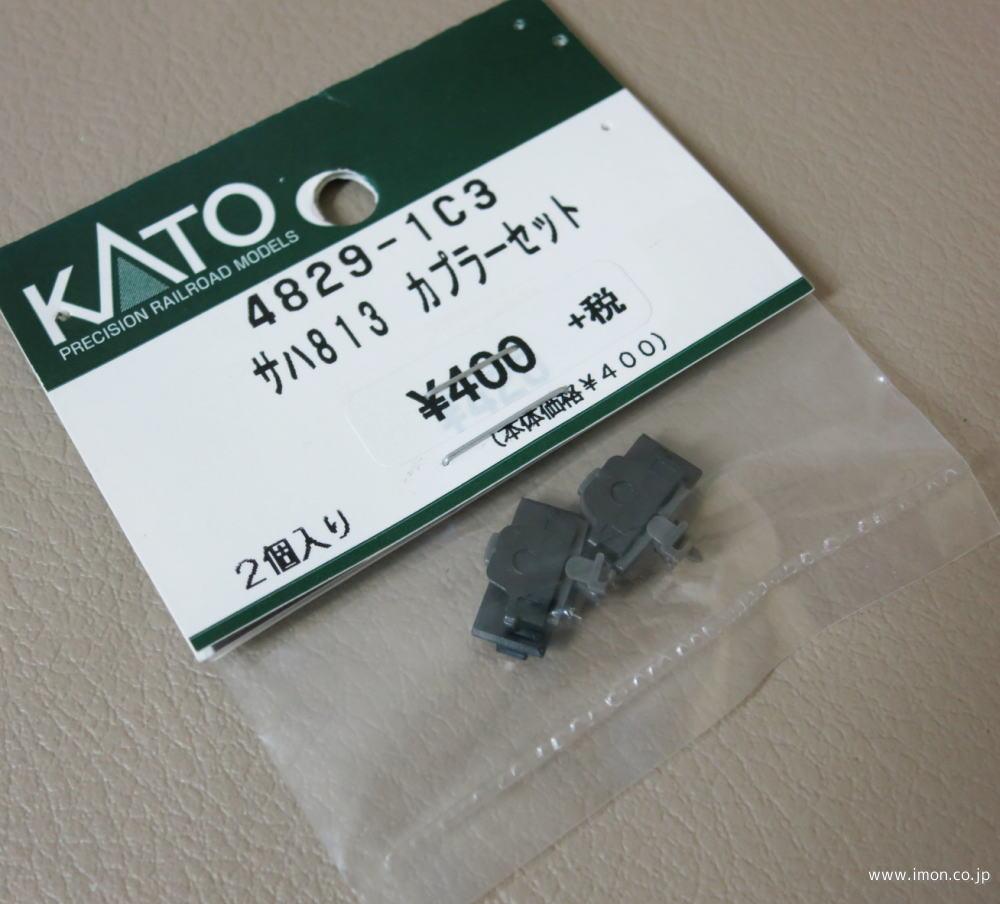 KATO
PRECISION RAILROAD MODELS
4829-1C3
サハ813 カプラーセット
¥400 +税
(本体価格¥400)
2個入り
www.imon.co.jp